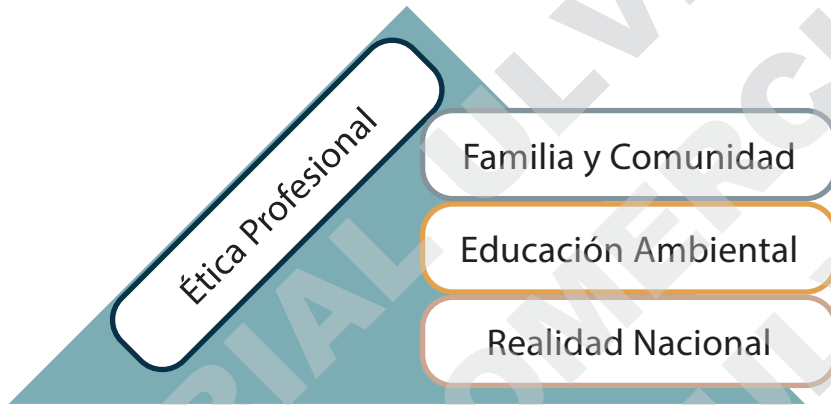 Ética Profesional
Familia y Comunidad
Educación Ambiental
Realidad Nacional